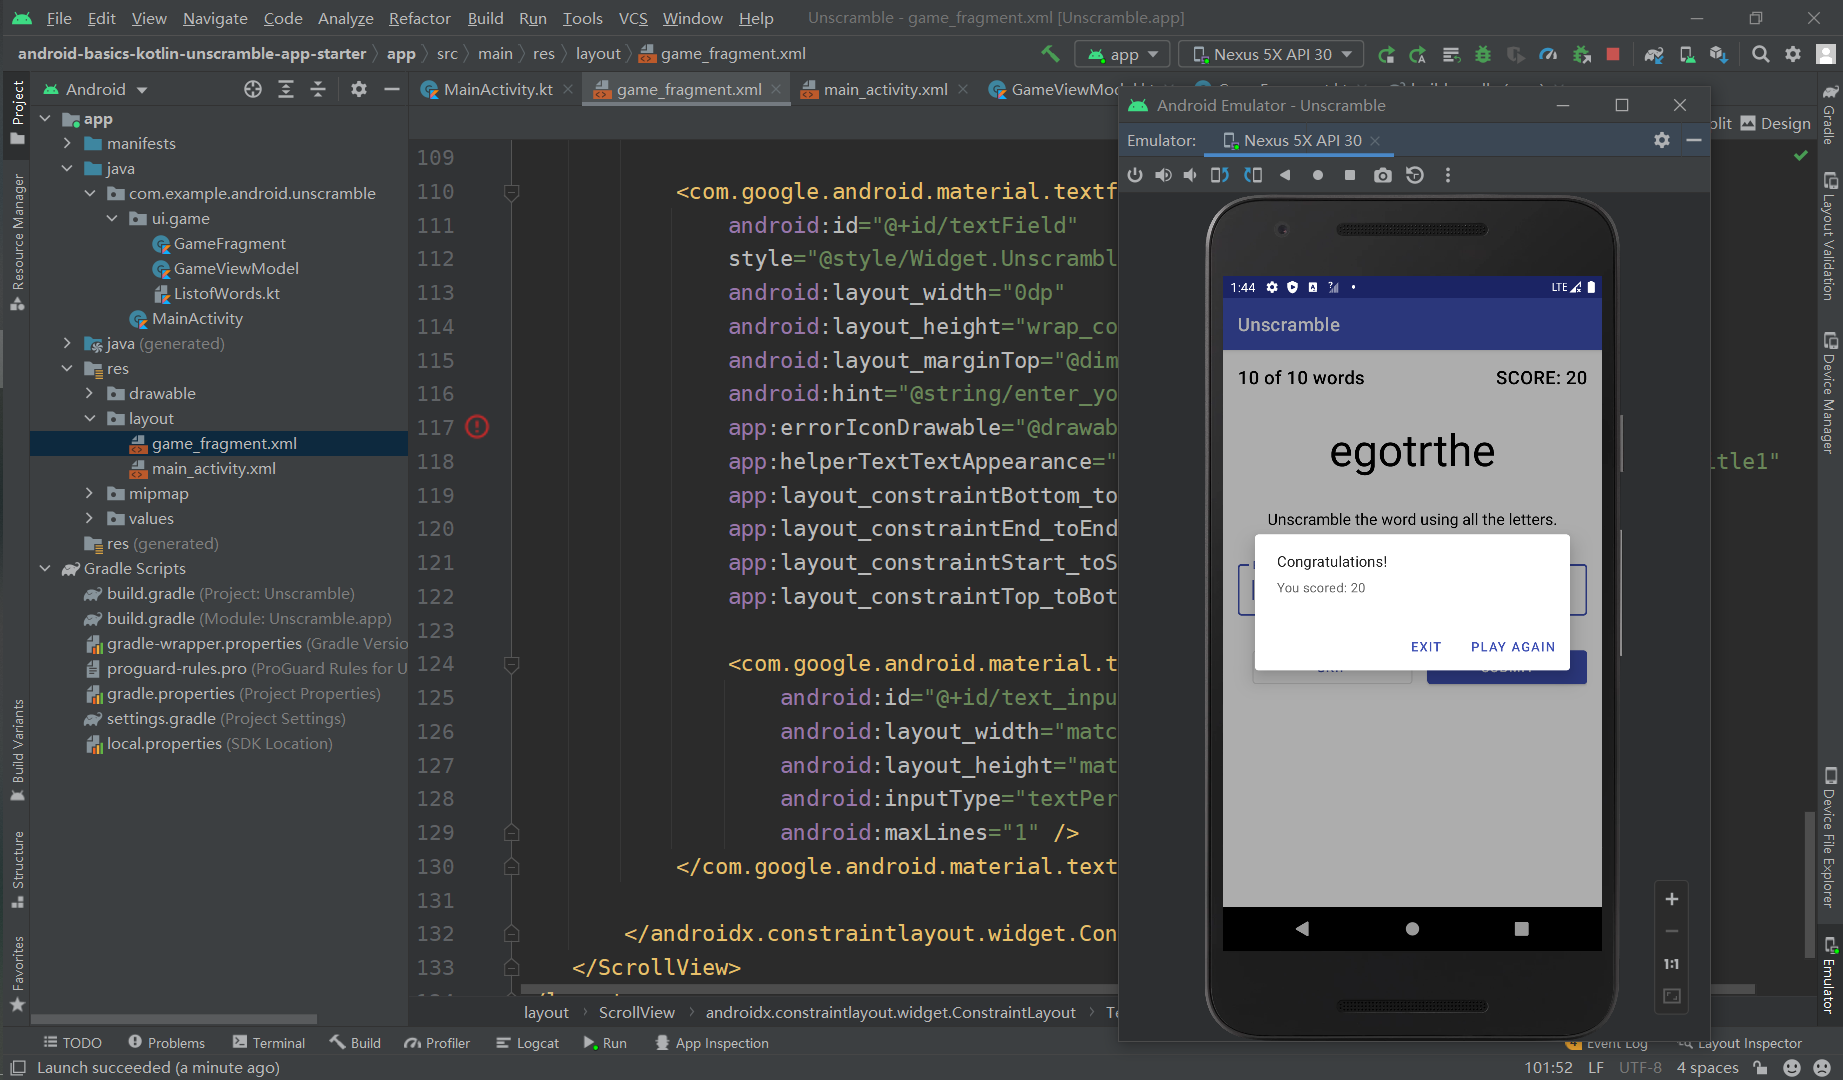 File Edit View Navigate Code Analyze Refactor Build Run Tools VCS Window Help Unscramble - game_fragment.xml [Unscramble.app]
android-basics-kotlin-unscramble-app-starter app src main res layout game_fragment.xml app Nexus 5X API 30
Android
MainActivity.kt game_fragment.xml main_activity.xml
Project
Resource Manager
Build Variants
Structure
Favorites
app
manifests
java
com.example.android.unscramble
ui.game
GameFragment
GameViewModel
ListofWords.kt
MainActivity
java (generated)
res
drawable
layout
game_fragment.xml
main_activity.xml
mipmap
values
res (generated)
Gradle Scripts
build.gradle (Project: Unscramble)
build.gradle (Module: Unscramble.app)
gradle-wrapper.properties (Gradle Versio
proguard-rules.pro (ProGuard Rules for U
gradle.properties (Project Properties)
settings.gradle (Project Settings)
local.properties (SDK Location)
109
110 <com.google.android.material.textf
111 android:id="@+id/textField"
112 style="@style/Widget.Unscrambl
113 android:layout_width="0dp"
114 android:layout_height="wrap_co
115 android:layout_marginTop="@dim
116 android:hint="@string/enter_yo
117 app:errorIconDrawable="@drawab
118 app:helperTextTextAppearance=" itle1"
119 app:layout_constraintBottom_to
120 app:layout_constraintEnd_toEnd
121 app:layout_constraintStart_toS
122 app:layout_constraintTop_toBot
123
124 <com.google.android.material.t
125 android:id="@+id/text_inpu
126 android:layout_width="matc
127 android:layout_height="mat
128 android:inputType="textPer
129 android:maxLines="1" />
130 </com.google.android.material.text
131
132 </androidx.constraintlayout.widget.Con
133 </ScrollView>
layout ScrollView androidx.constraintlayout.widget.ConstraintLayout
Android Emulator - Unscramble
Emulator: Nexus 5X API 30
1:44 LTE
Unscramble
10 of 10 words SCORE: 20
egotrthe
Unscramble the word using all the letters.
Congratulations!
You scored: 20
EXIT PLAY AGAIN
1:1
Design
Gradle
Layout Validation
Device Manager
Device File Explorer
Emulator
TODO Problems Terminal Build Profiler Logcat Run App Inspection Event Log Layout Inspector
Launch succeeded (a minute ago) 101:52 LF UTF-8 4 spaces